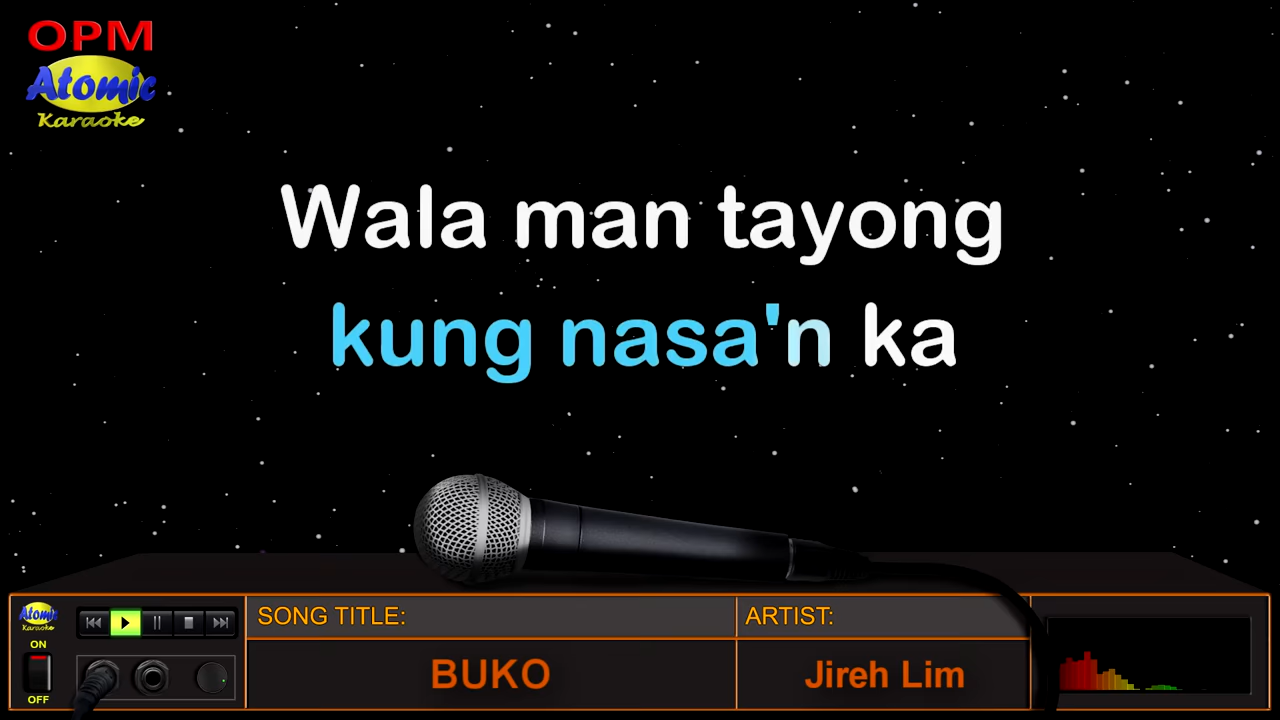 OPM
Atomic
Karaoke
Wala man tayong
kung nasa'n ka
Atomic
Karaoke
ON
OFF
SONG TITLE:
BUKO
ARTIST:
Jireh Lim